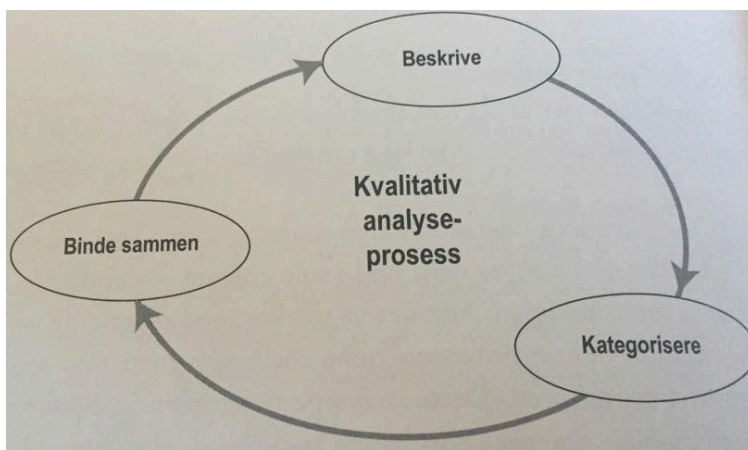 Beskrive
Kvalitativ
analyse-
prosess
Binde sammen
Kategorisere